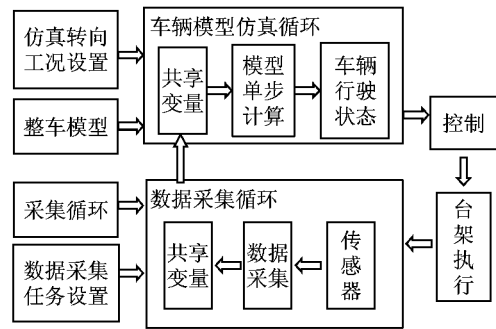 仿真转向
工况设置
整车模型
车辆模型仿真循环
共享
变量
模型
单步
计算
车辆
行驶
状态
控制
台
架
执
行
采集循环
数据采集
任务设置
数据采集循环
共享
变量
数据
采集
传
感
器